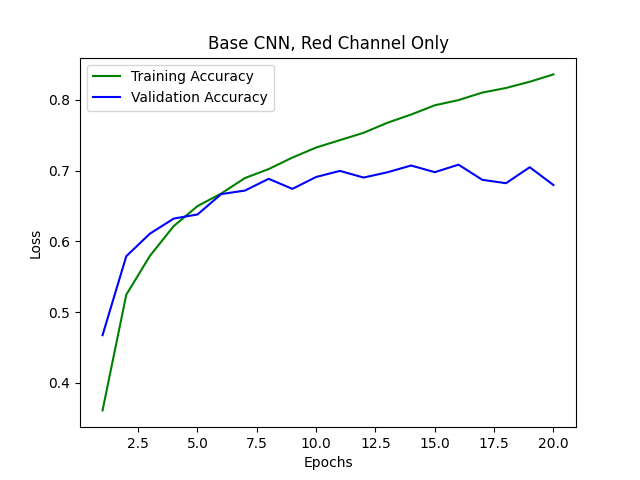 Base CNN, Red Channel Only
Training Accuracy
Validation Accuracy
Loss
0.8
0.7
0.6
0.5
0.4
2.5 5.0 7.5 10.0 12.5 15.0 17.5 20.0
Epochs